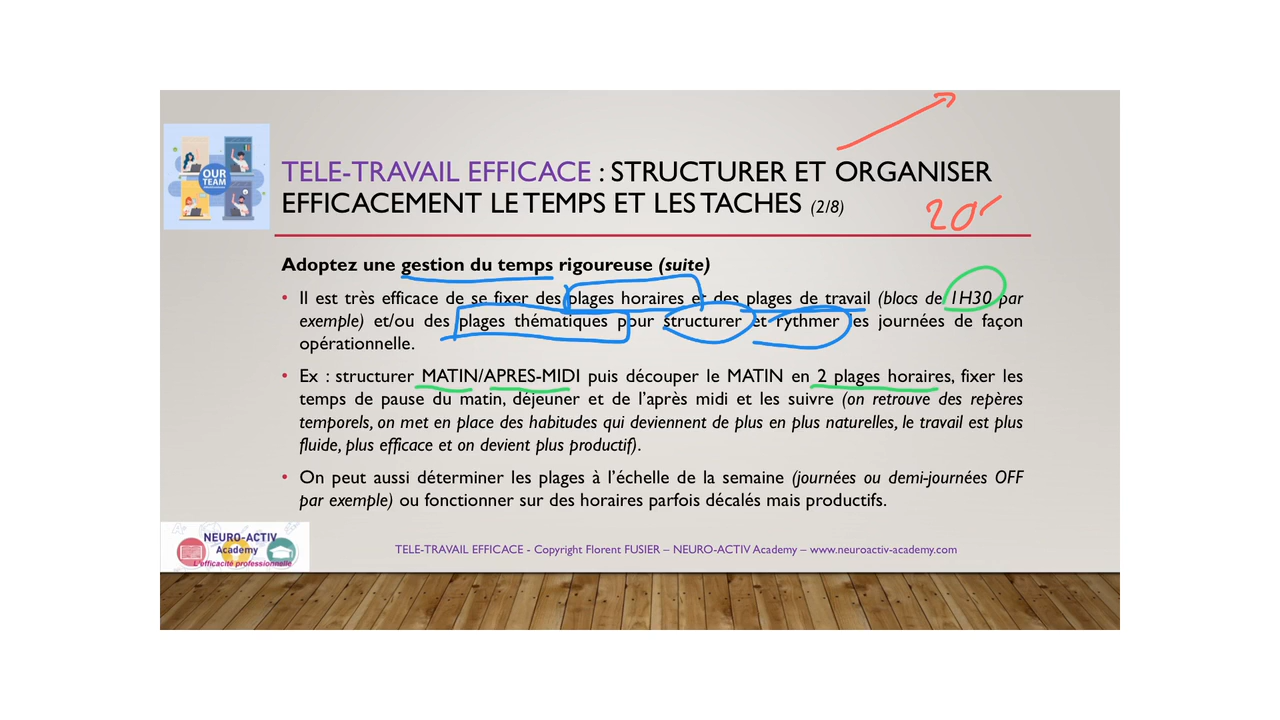 OUR
TEAM
TELE-TRAVAIL EFFICACE : STRUCTURER ET ORGANISER
EFFICACEMENT LE TEMPS ET LES TACHES (2/8)
Adoptez une gestion du temps rigoureuse (suite)
• Il est très efficace de se fixer des plages horaires et des plages de travail (blocs de 1H30 par
exemple) et/ou des plages thématiques pour structurer et rythmer les journées de façon
opérationnelle.
• Ex : structurer MATIN/APRES-MIDI puis découper le MATIN en 2 plages horaires, fixer les
temps de pause du matin, déjeuner et de l'après midi et les suivre (on retrouve des repères
temporels, on met en place des habitudes qui deviennent de plus en plus naturelles, le travail est plus
fluide, plus efficace et on devient plus productif).
• On peut aussi déterminer les plages à l'échelle de la semaine (journées ou demi-journées OFF
par exemple) ou fonctionner sur des horaires parfois décalés mais productifs.
NEURO-ACTIV
Academy
L'efficacité professionnelle
TELE-TRAVAIL EFFICACE - Copyright Florent FUSIER – NEURO-ACTIV Academy – www.neuroactiv-academy.com